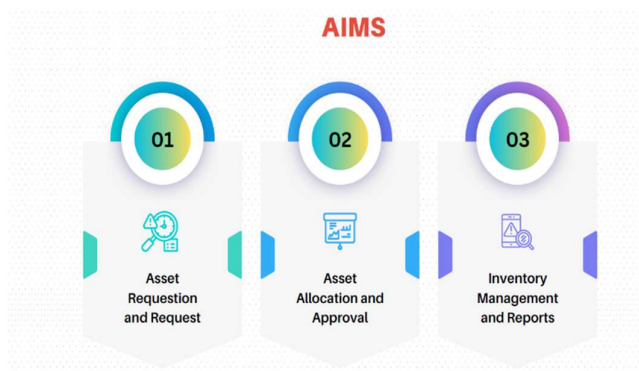 AIMS
01
Asset
Requestion
and Request
02
Asset
Allocation and
Approval
03
Inventory
Management
and Reports